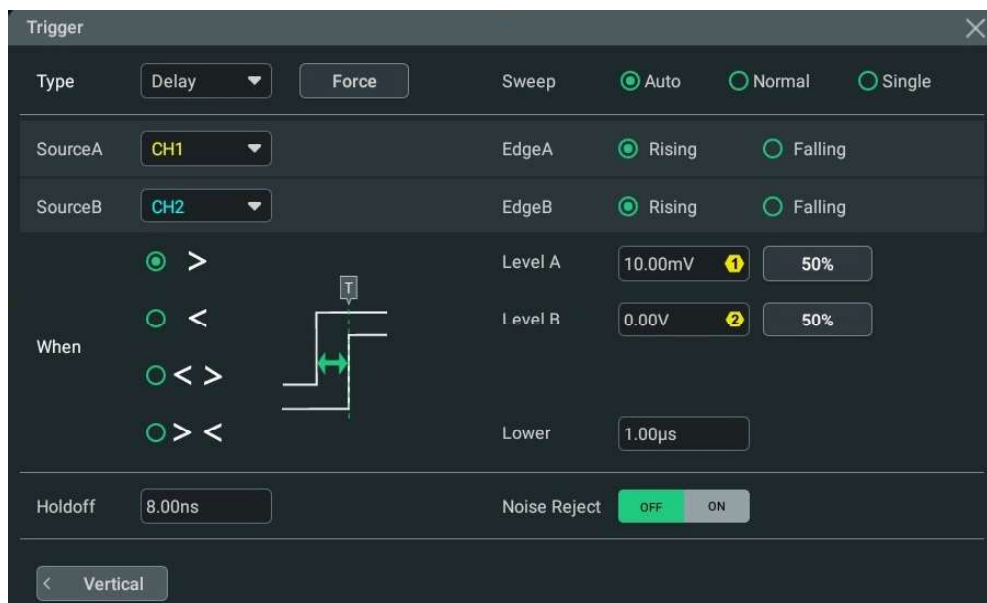 Trigger
Type Delay Force Sweep Auto Normal Single
SourceA CH1 EdgeA Rising Falling
SourceB CH2 EdgeB Rising Falling
> Level A 10.00mV 1 50%
T
< Level B 0.00V 2 50%
When
< >
> < Lower 1.00µs
Holdoff 8.00ns Noise Reject OFF ON
< Vertical